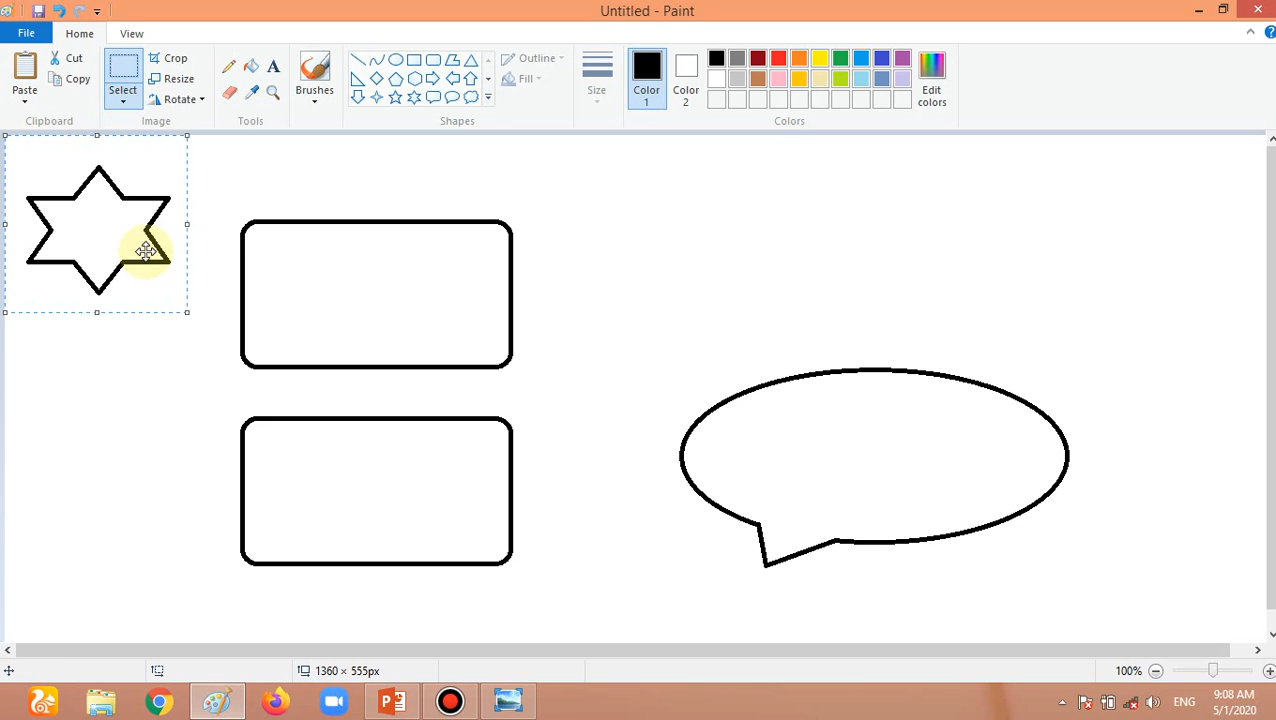 Untitled - Paint
File
Home
View
Paste
Cut
Copy
Clipboard
Select
Crop
Resize
Rotate
Image
A
Tools
Brushes
Shapes
Outline
Fill
Size
Color 1
Color 2
Edit colors
Colors
1360 × 555px
100%
ENG
9:08 AM
5/1/2020